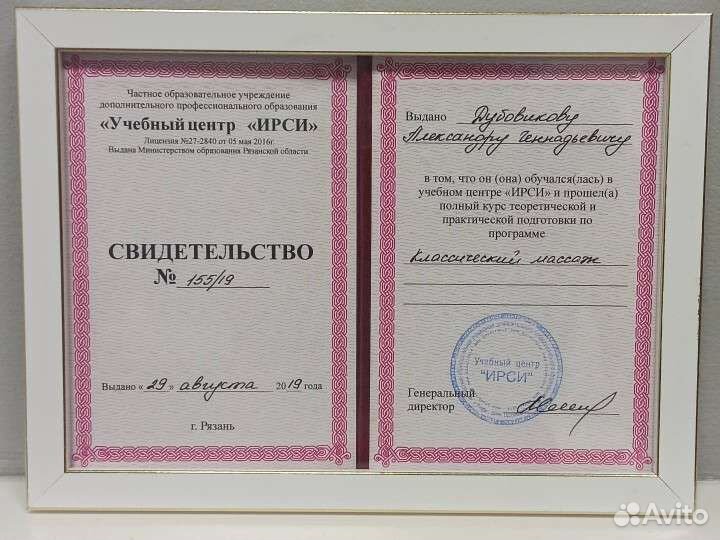 Частное образовательное учреждение
дополнительного профессионального образования
«Учебный центр «ИРСИ»
Лицензия №27-2840 от 05 мая 2016г.
Выдана Министерством образования Рязанской области
СВИДЕТЕЛЬСТВО
№ 155/19
Выдано « 29 » августа 2019 года
г. Рязань
Выдано Дубовикову
Александру Геннадьевичу
в том, что он (она) обучался(лась) в
учебном центре «ИРСИ» и прошел(а)
полный курс теоретической и
практической подготовки по
программе
Классический массаж
Учебный центр
"ИРСИ"
Генеральный
директор
Avito